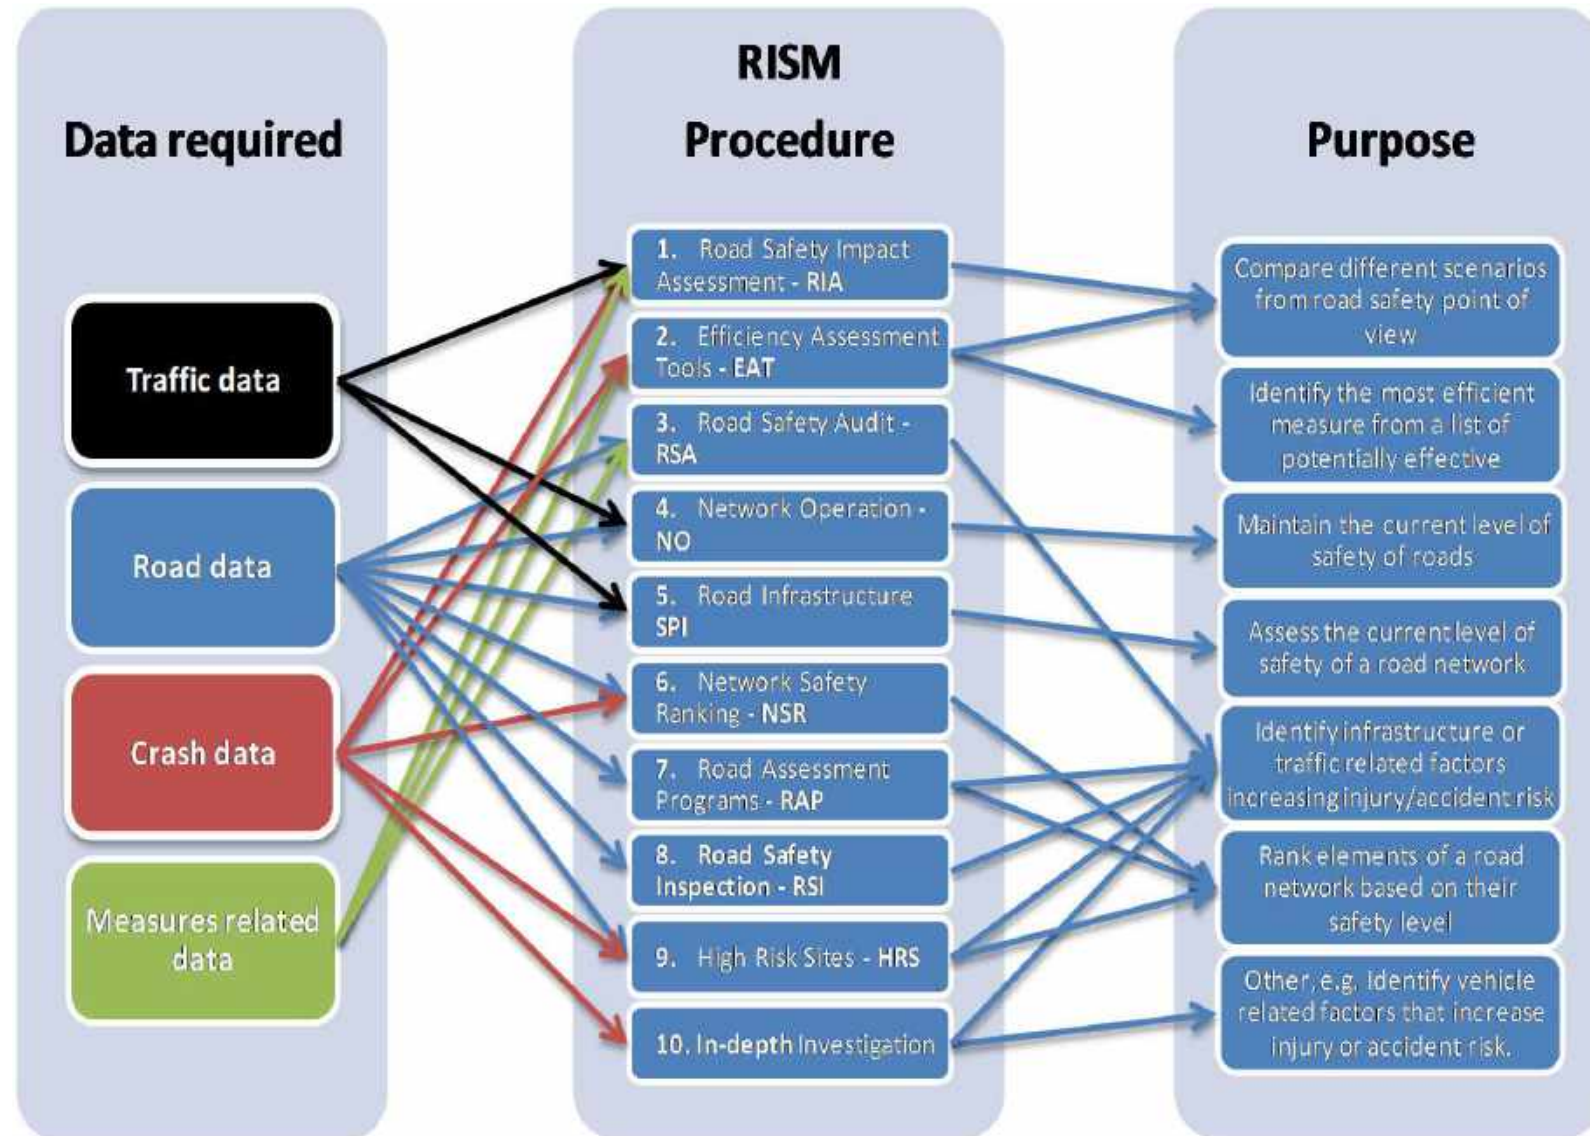 Data required
Traffic data
Road data
Crash data
Measures related
data
RISM
Procedure
1. Road Safety Impact
Assessment - RIA
2. Efficiency Assessment
Tools - EAT
3. Road Safety Audit -
RSA
4. Network Operation -
NO
5. Road Infrastructure
SPI
6. Network Safety
Ranking - NSR
7. Road Assessment
Programs - RAP
8. Road Safety
Inspection - RSI
9. High Risk Sites - HRS
10. In-depth Investigation
Purpose
Compare different scenarios
from road safety point of
view
Identify the most efficient
measure from a list of
potentially effective
Maintain the current level of
safety of roads
Assess the current level of
safety of a road network
Identify infrastructure or
traffic related factors
increasing injury/accident risk
Rank elements of a road
network based on their
safety level
Other, e.g. Identify vehicle
related factors that increase
injury or accident risk.